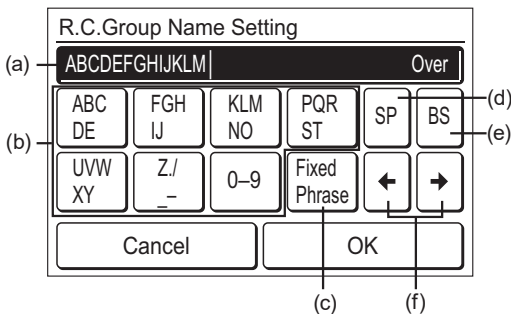 R.C.Group Name Setting
(a) ABCDEFGHIJKLM| Over
ABC FGH KLM PQR SP BS (d)
DE IJ NO ST (e)
(b)
UVW Z./ 0–9 Fixed ← →
XY _– Phrase
Cancel OK
(c) (f)